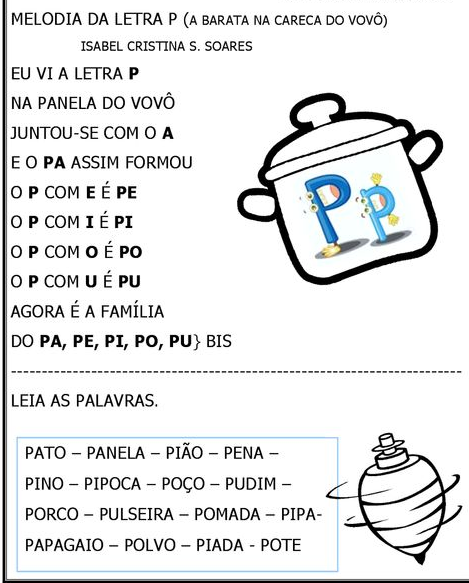 MELODIA DA LETRA P (A BARATA NA CARECA DO VOVÔ)
ISABEL CRISTINA S. SOARES
EU VI A LETRA P
NA PANELA DO VOVÔ
JUNTOU-SE COM O A
E O PA ASSIM FORMOU
O P COM E É PE
O P COM I É PI
O P COM O É PO
O P COM U É PU
AGORA É A FAMÍLIA
DO PA, PE, PI, PO, PU} BIS
P p
LEIA AS PALAVRAS.
PATO – PANELA – PIÃO – PENA –
PINO – PIPOCA – POÇO – PUDIM –
PORCO – PULSEIRA – POMADA – PIPA-
PAPAGAIO – POLVO – PIADA - POTE